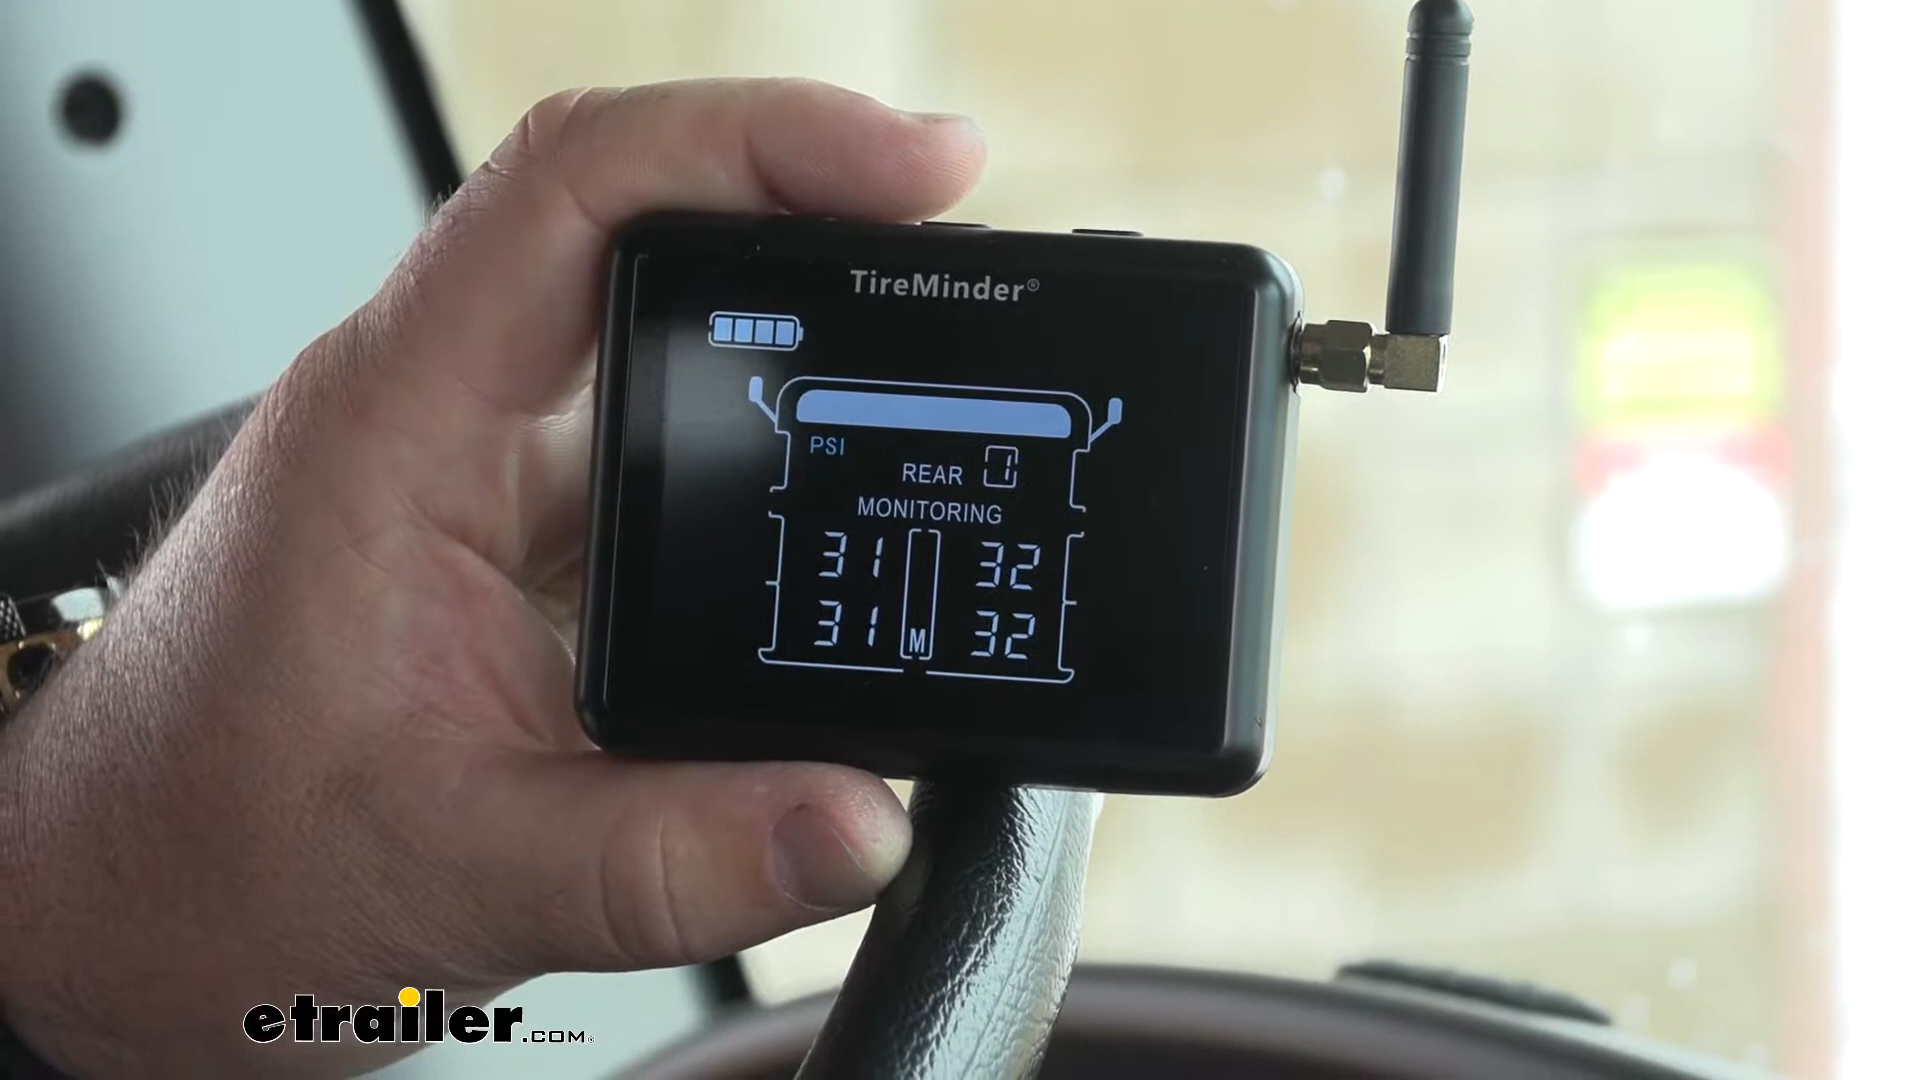 TireMinder®
PSI
REAR 1
MONITORING
31 32
31 M 32
etrailer.com